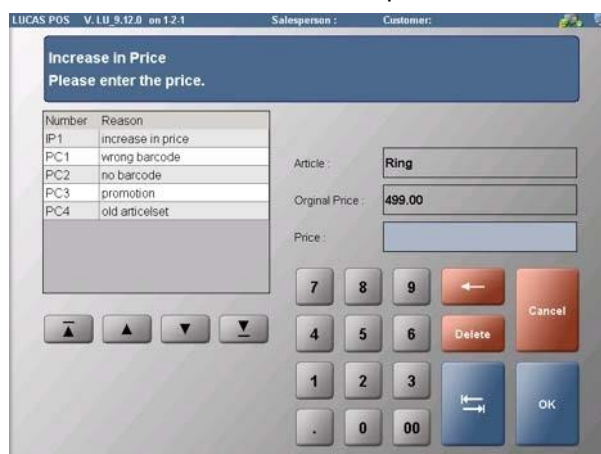 LUCAS POS V. LU_9.12.0 on 1-2-1 Salesperson : Customer:
Increase in Price
Please enter the price.
Number Reason
IP1 increase in price
PC1 wrong barcode
PC2 no barcode
PC3 promotion
PC4 old articelset
Article : Ring
Orginal Price : 499.00
Price :
7 8 9
Cancel
4 5 6 Delete
1 2 3
OK
. 0 00